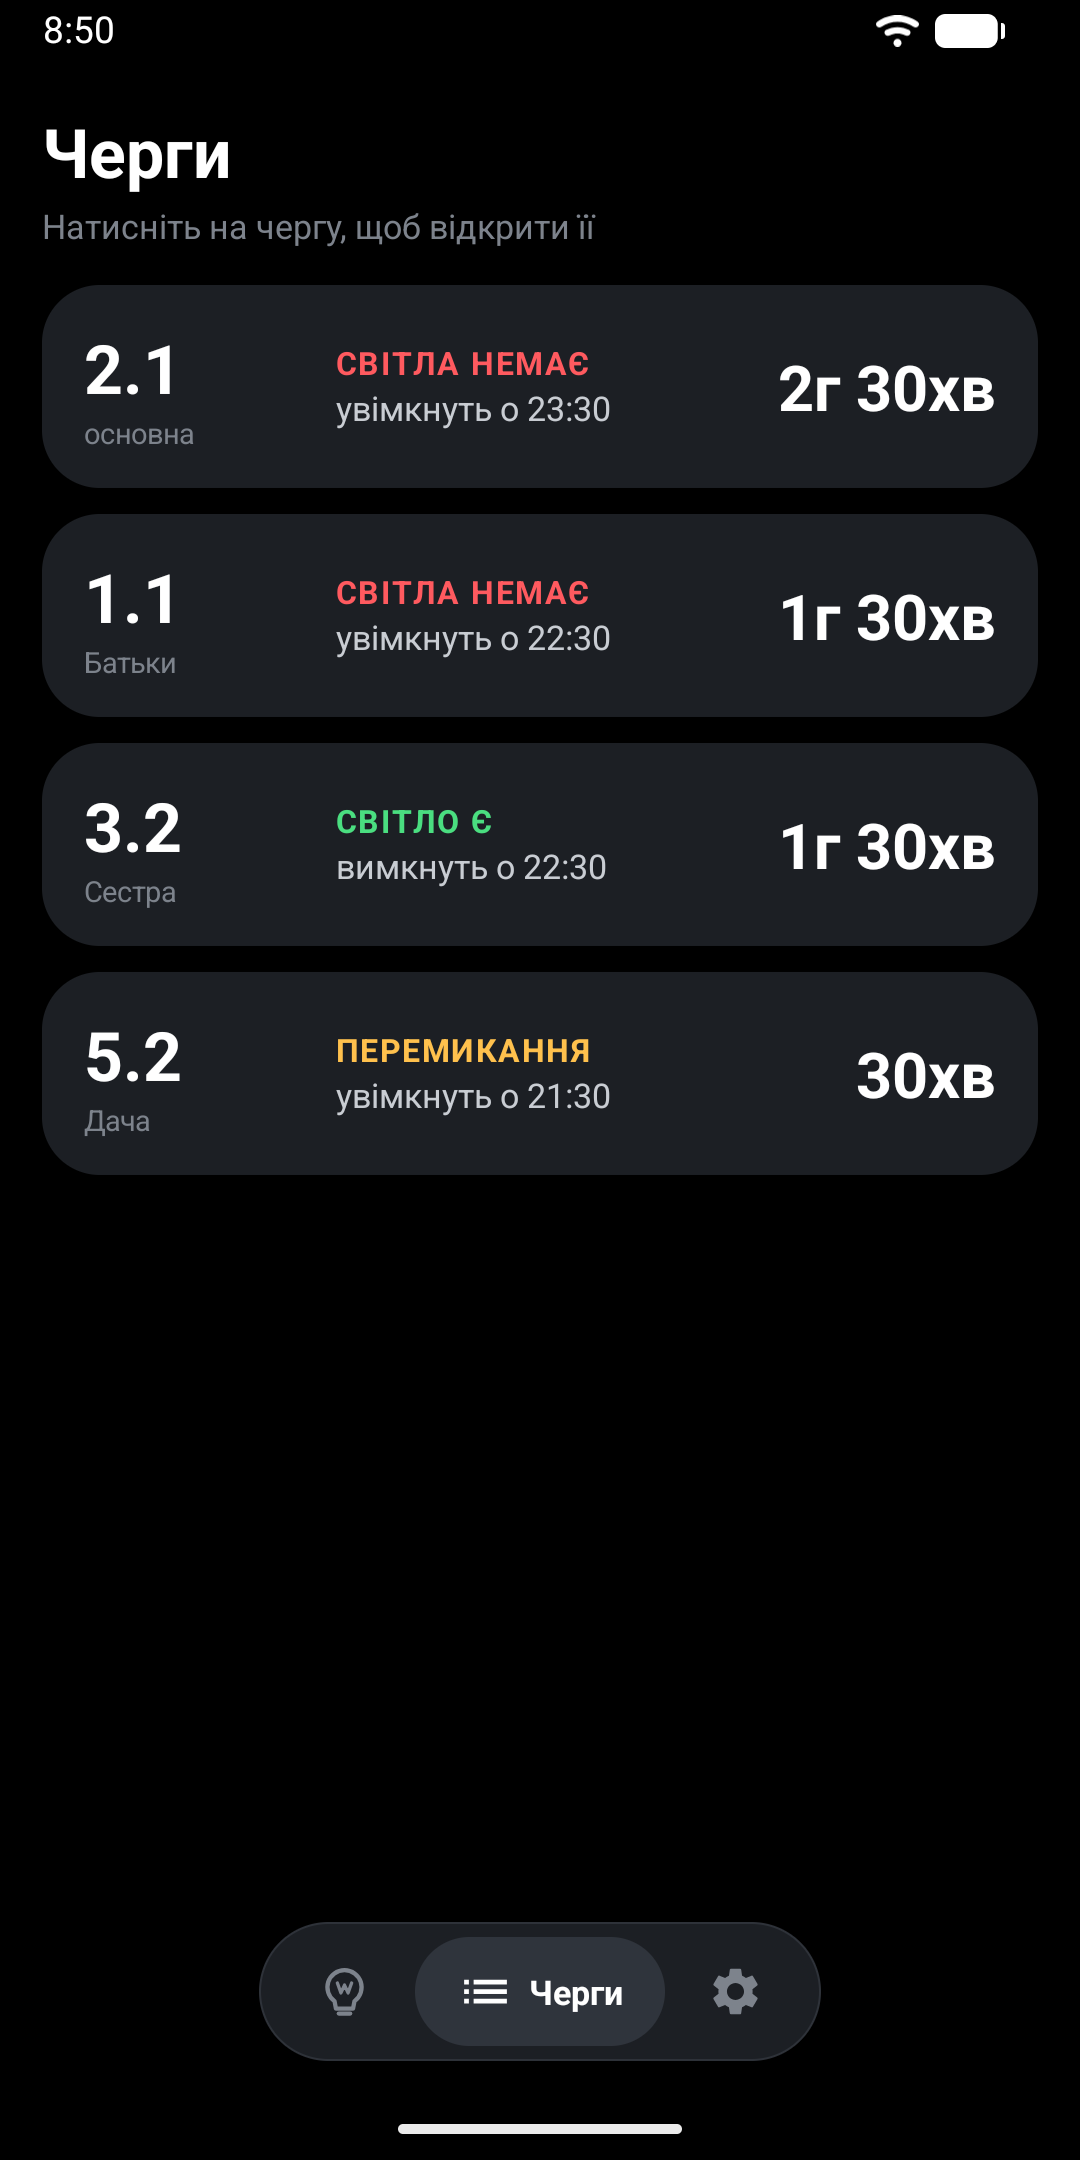 8:50
Черги
Натисніть на чергу, щоб відкрити її
2.1
основна
СВІТЛА НЕМАЄ
увімкнуть о 23:30
2г 30хв
1.1
Батьки
СВІТЛА НЕМАЄ
увімкнуть о 22:30
1г 30хв
3.2
Сестра
СВІТЛО Є
вимкнуть о 22:30
1г 30хв
5.2
Дача
ПЕРЕМИКАННЯ
увімкнуть о 21:30
30хв
Черги